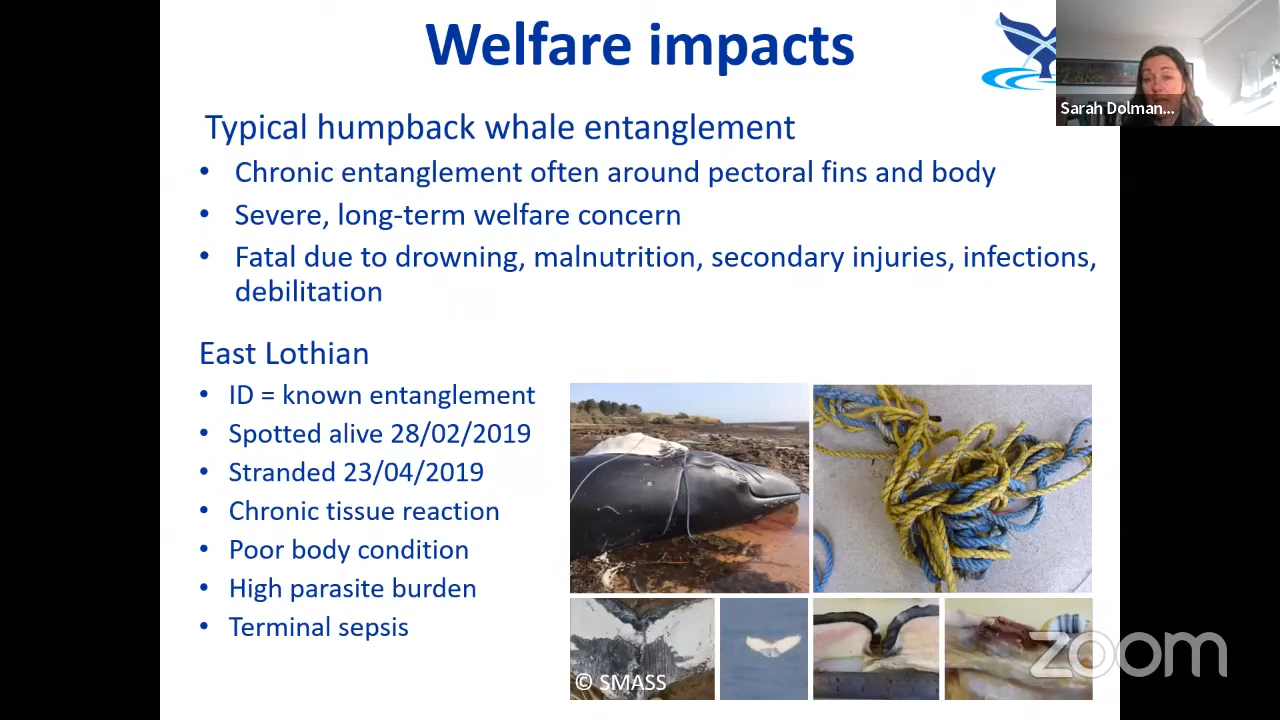 Welfare impacts
Sarah Dolman...
Typical humpback whale entanglement
• Chronic entanglement often around pectoral fins and body
• Severe, long-term welfare concern
• Fatal due to drowning, malnutrition, secondary injuries, infections,
debilitation
East Lothian
• ID = known entanglement
• Spotted alive 28/02/2019
• Stranded 23/04/2019
• Chronic tissue reaction
• Poor body condition
• High parasite burden
• Terminal sepsis
© SMASS
zoom